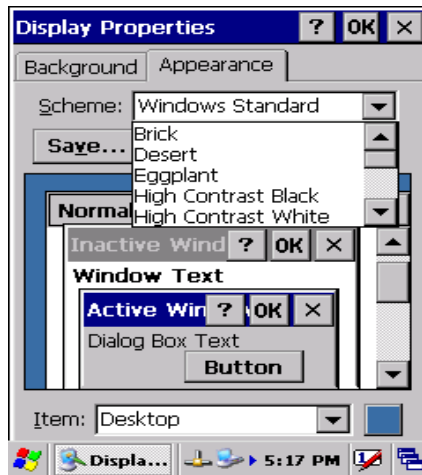 Display Properties ? OK ×
Background Appearance
Scheme: Windows Standard
Save...
Brick
Desert
Eggplant
High Contrast Black
High Contrast White
Normal
Inactive Wind ? OK ×
Window Text
Active Win ? OK ×
Dialog Box Text
Button
Item: Desktop
Displa... 5:17 PM